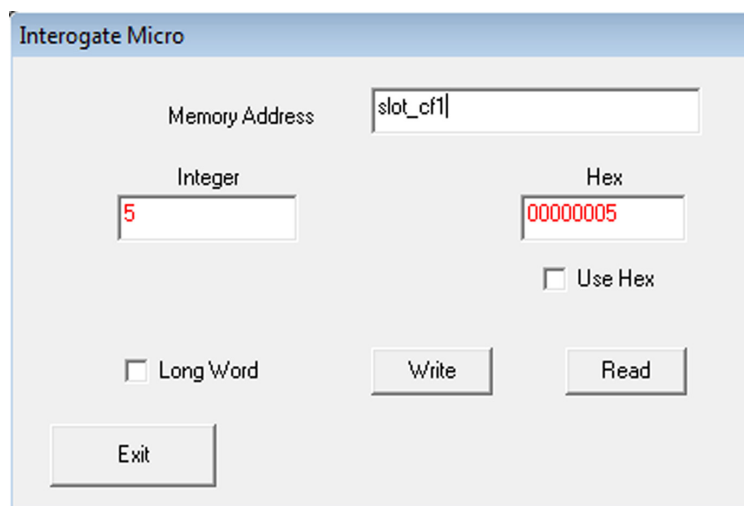 Interogate Micro
Memory Address slot_cf1
Integer Hex
5 00000005
Use Hex
Long Word Write Read
Exit